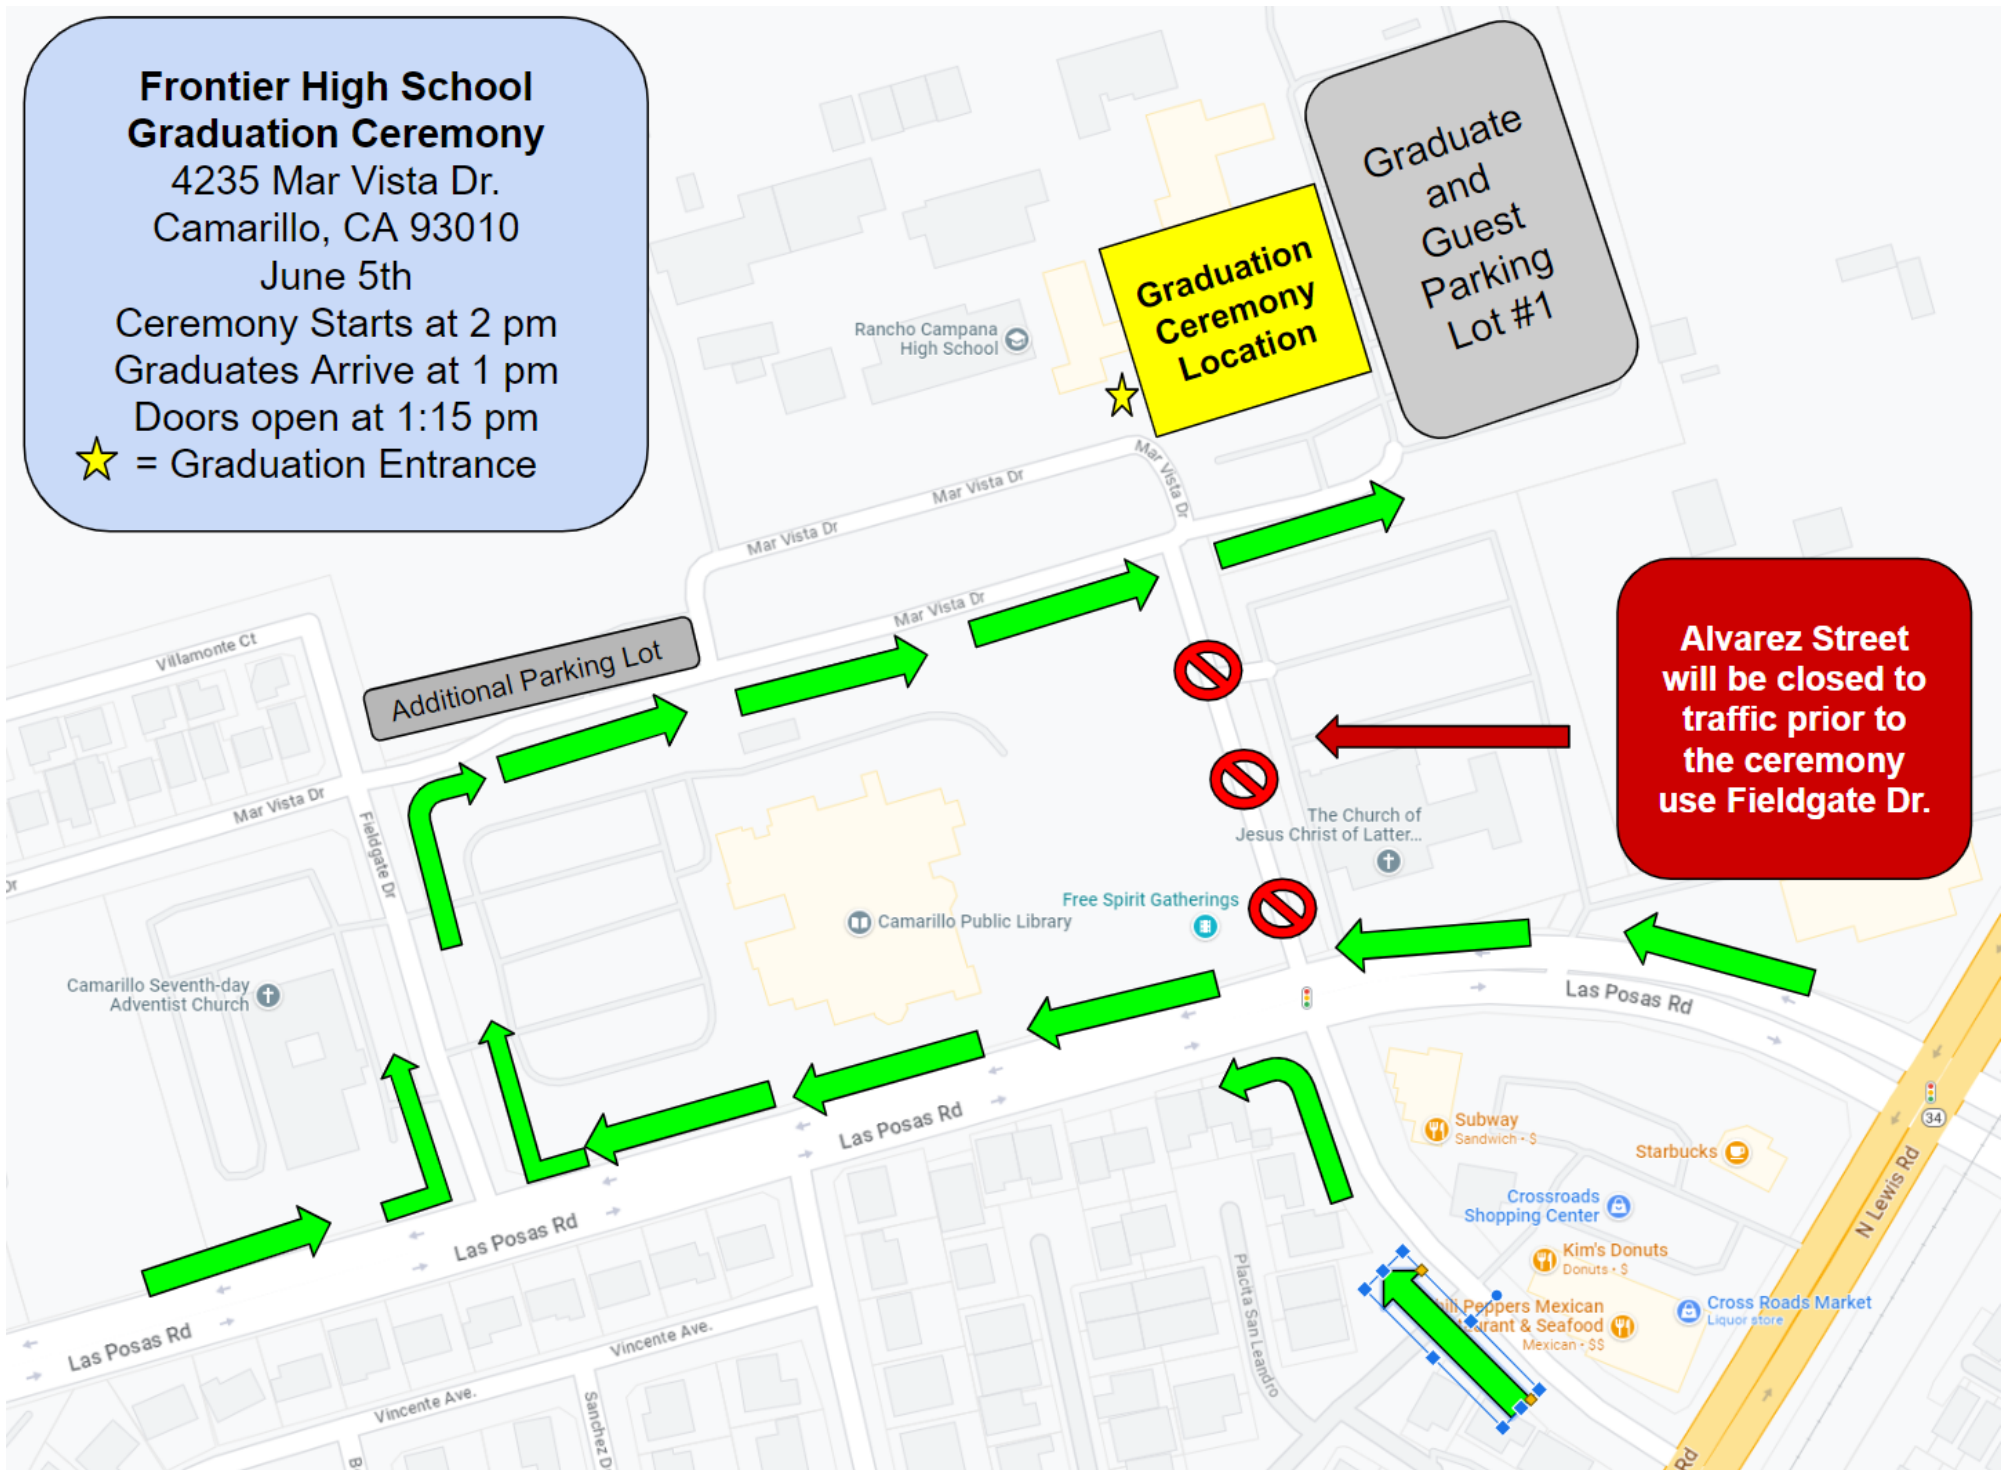 Frontier High School
Graduation Ceremony
4235 Mar Vista Dr.
Camarillo, CA 93010
June 5th
Ceremony Starts at 2 pm
Graduates Arrive at 1 pm
Doors open at 1:15 pm
= Graduation Entrance
Graduate
and
Guest
Parking
Lot #1
Graduation
Ceremony
Location
Rancho Campana
High School
Mar Vista Dr
Mar Vista Dr
Mar Vista Dr
Mar Vista Dr
Villamonte Ct
Additional Parking Lot
Alvarez Street
will be closed to
traffic prior to
the ceremony
use Fieldgate Dr.
Mar Vista Dr
Fieldgate Dr
The Church of
Jesus Christ of Latter...
Free Spirit Gatherings
Camarillo Public Library
Camarillo Seventh-day
Adventist Church
Las Posas Rd
Las Posas Rd
Las Posas Rd
Las Posas Rd
Subway
Sandwich • $
Starbucks
34
N Lewis Rd
Crossroads
Shopping Center
Kim's Donuts
Donuts • $
Peppers Mexican
& Seafood
Mexican • $$
Cross Roads Market
Liquor store
Placita San Leandro
Vincente Ave.
Vincente Ave.
Sanchez D
Rd